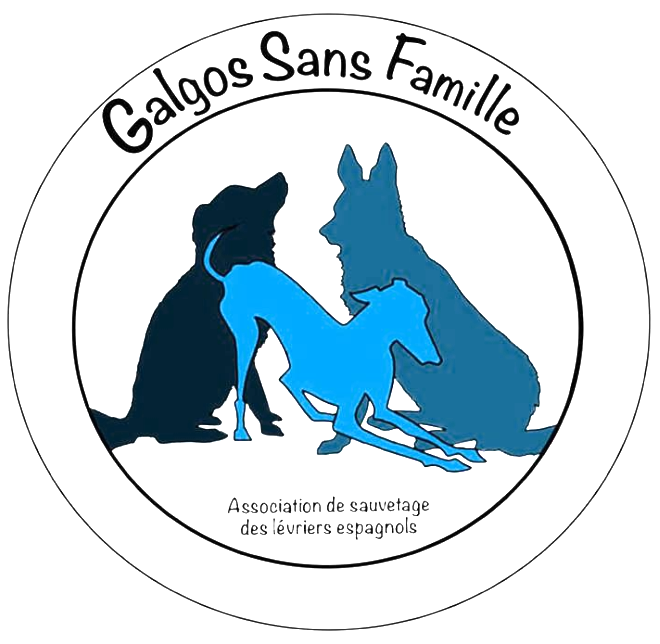 Galgos Sans Famille
Association de sauvetage
des lévriers espagnols